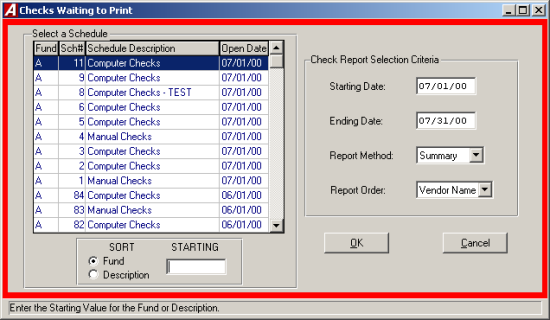 Checks Waiting to Print
Select a Schedule
Fund Sch# Schedule Description Open Date
A 11 Computer Checks 07/01/00
A 9 Computer Checks 07/01/00
A 8 Computer Checks - TEST 07/01/00
A 6 Computer Checks 07/01/00
A 5 Computer Checks 07/01/00
A 4 Manual Checks 07/01/00
A 3 Computer Checks 07/01/00
A 2 Computer Checks 07/01/00
A 1 Manual Checks 07/01/00
A 84 Computer Checks 06/01/00
A 83 Manual Checks 06/01/00
A 82 Computer Checks 06/01/00
SORT STARTING
Fund
Description
Check Report Selection Criteria
Starting Date: 07/01/00
Ending Date: 07/31/00
Report Method: Summary
Report Order: Vendor Name
OK Cancel
Enter the Starting Value for the Fund or Description.